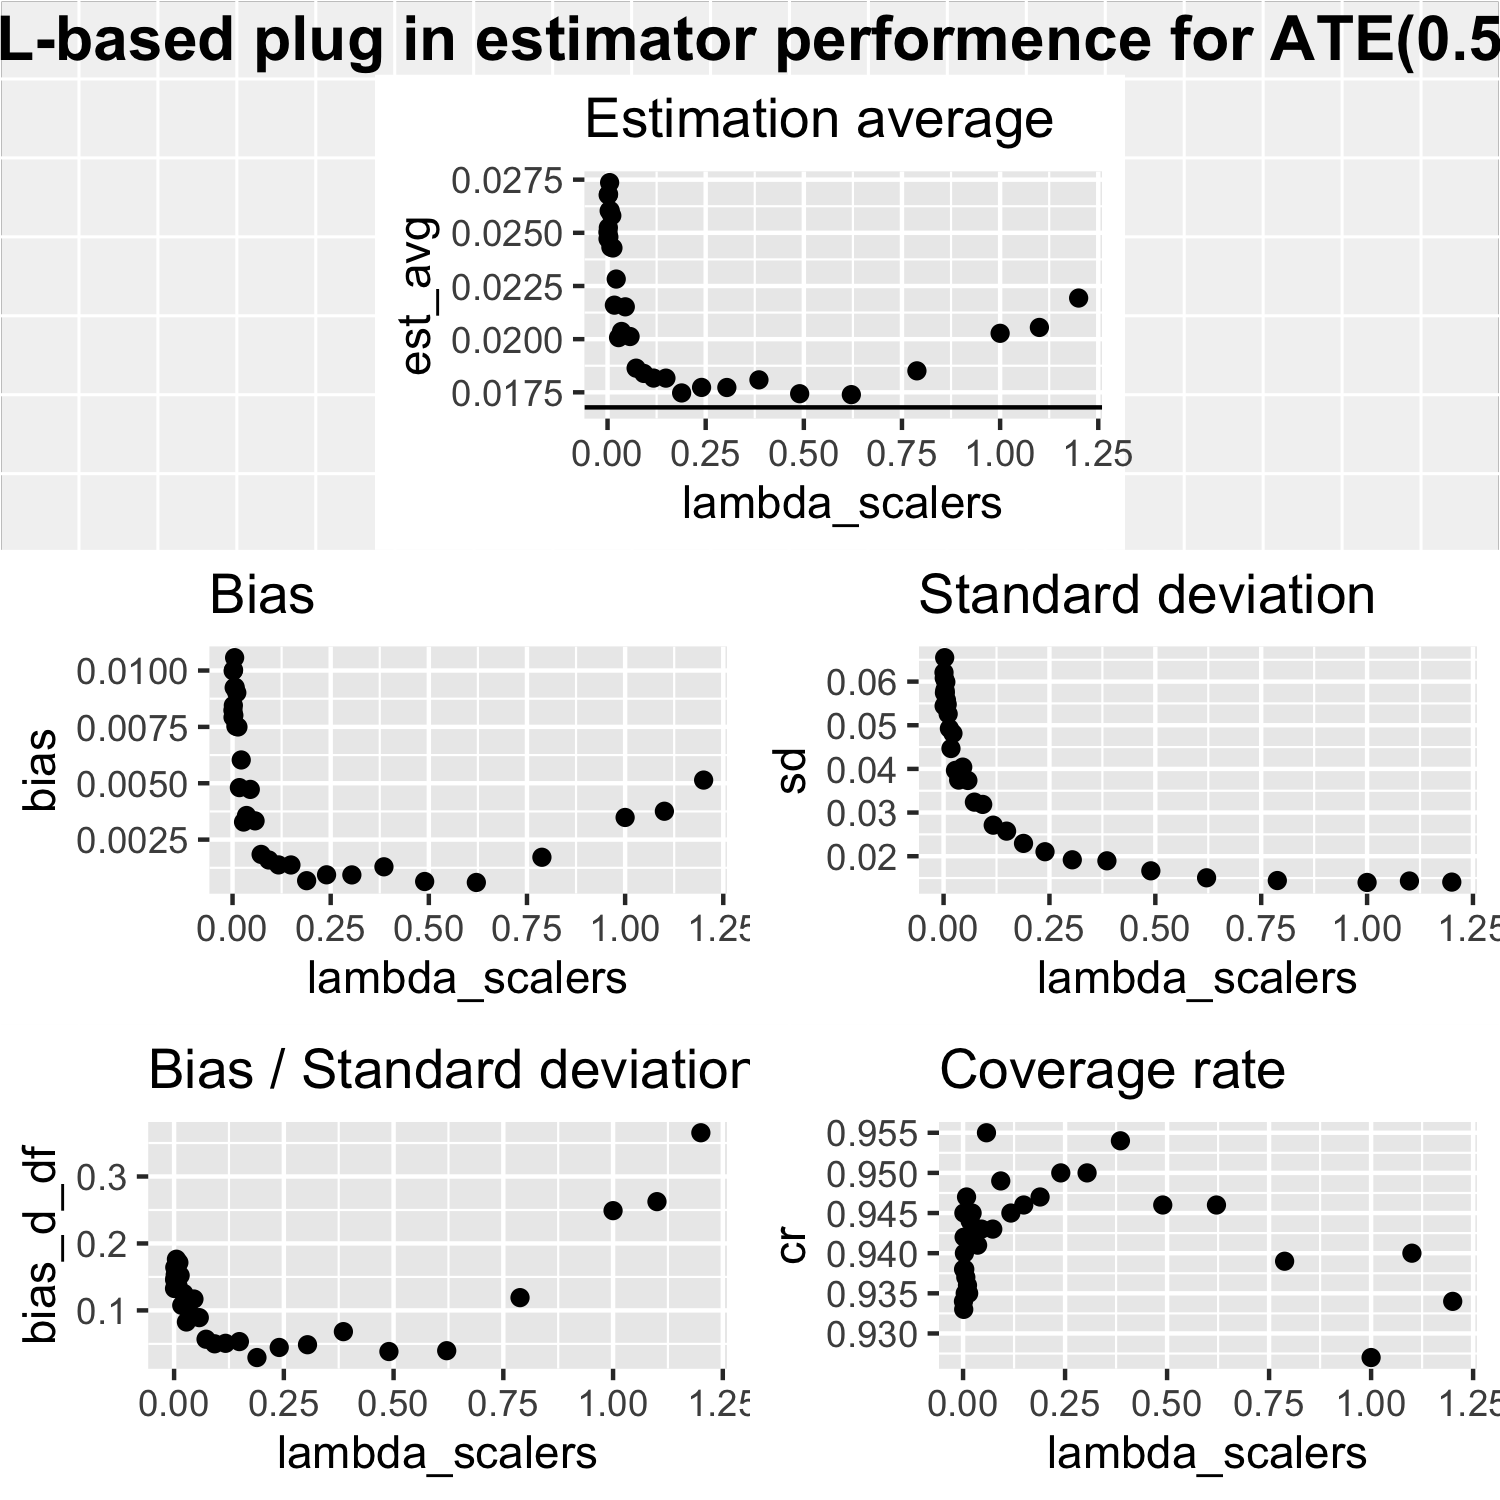 L-based plug in estimator performence for ATE(0.5
Estimation average
est_avg
0.0275
0.0250
0.0225
0.0200
0.0175
0.00 0.25 0.50 0.75 1.00 1.25
lambda_scalers
Bias
bias
0.0100
0.0075
0.0050
0.0025
0.00 0.25 0.50 0.75 1.00 1.25
lambda_scalers
Standard deviation
sd
0.06
0.05
0.04
0.03
0.02
0.00 0.25 0.50 0.75 1.00 1.25
lambda_scalers
Bias / Standard deviation
bias_d_df
0.3
0.2
0.1
0.00 0.25 0.50 0.75 1.00 1.25
lambda_scalers
Coverage rate
cr
0.955
0.950
0.945
0.940
0.935
0.930
0.00 0.25 0.50 0.75 1.00 1.25
lambda_scalers